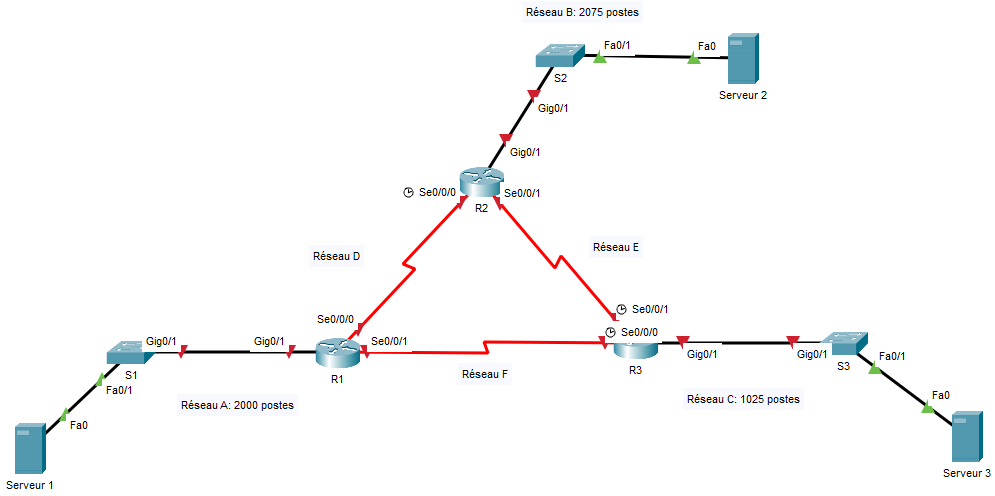 Réseau B: 2075 postes
Fa0/1
Fa0
S2
Serveur 2
Gig0/1
Gig0/1
Se0/0/0
Se0/0/1
R2
Réseau D
Réseau E
Se0/0/1
Se0/0/0
Se0/0/0
Gig0/1
Gig0/1
Se0/0/1
Gig0/1
Gig0/1
Fa0/1
S1
R1
Réseau F
R3
S3
Fa0/1
Réseau A: 2000 postes
Réseau C: 1025 postes
Fa0
Fa0
Serveur 1
Serveur 3